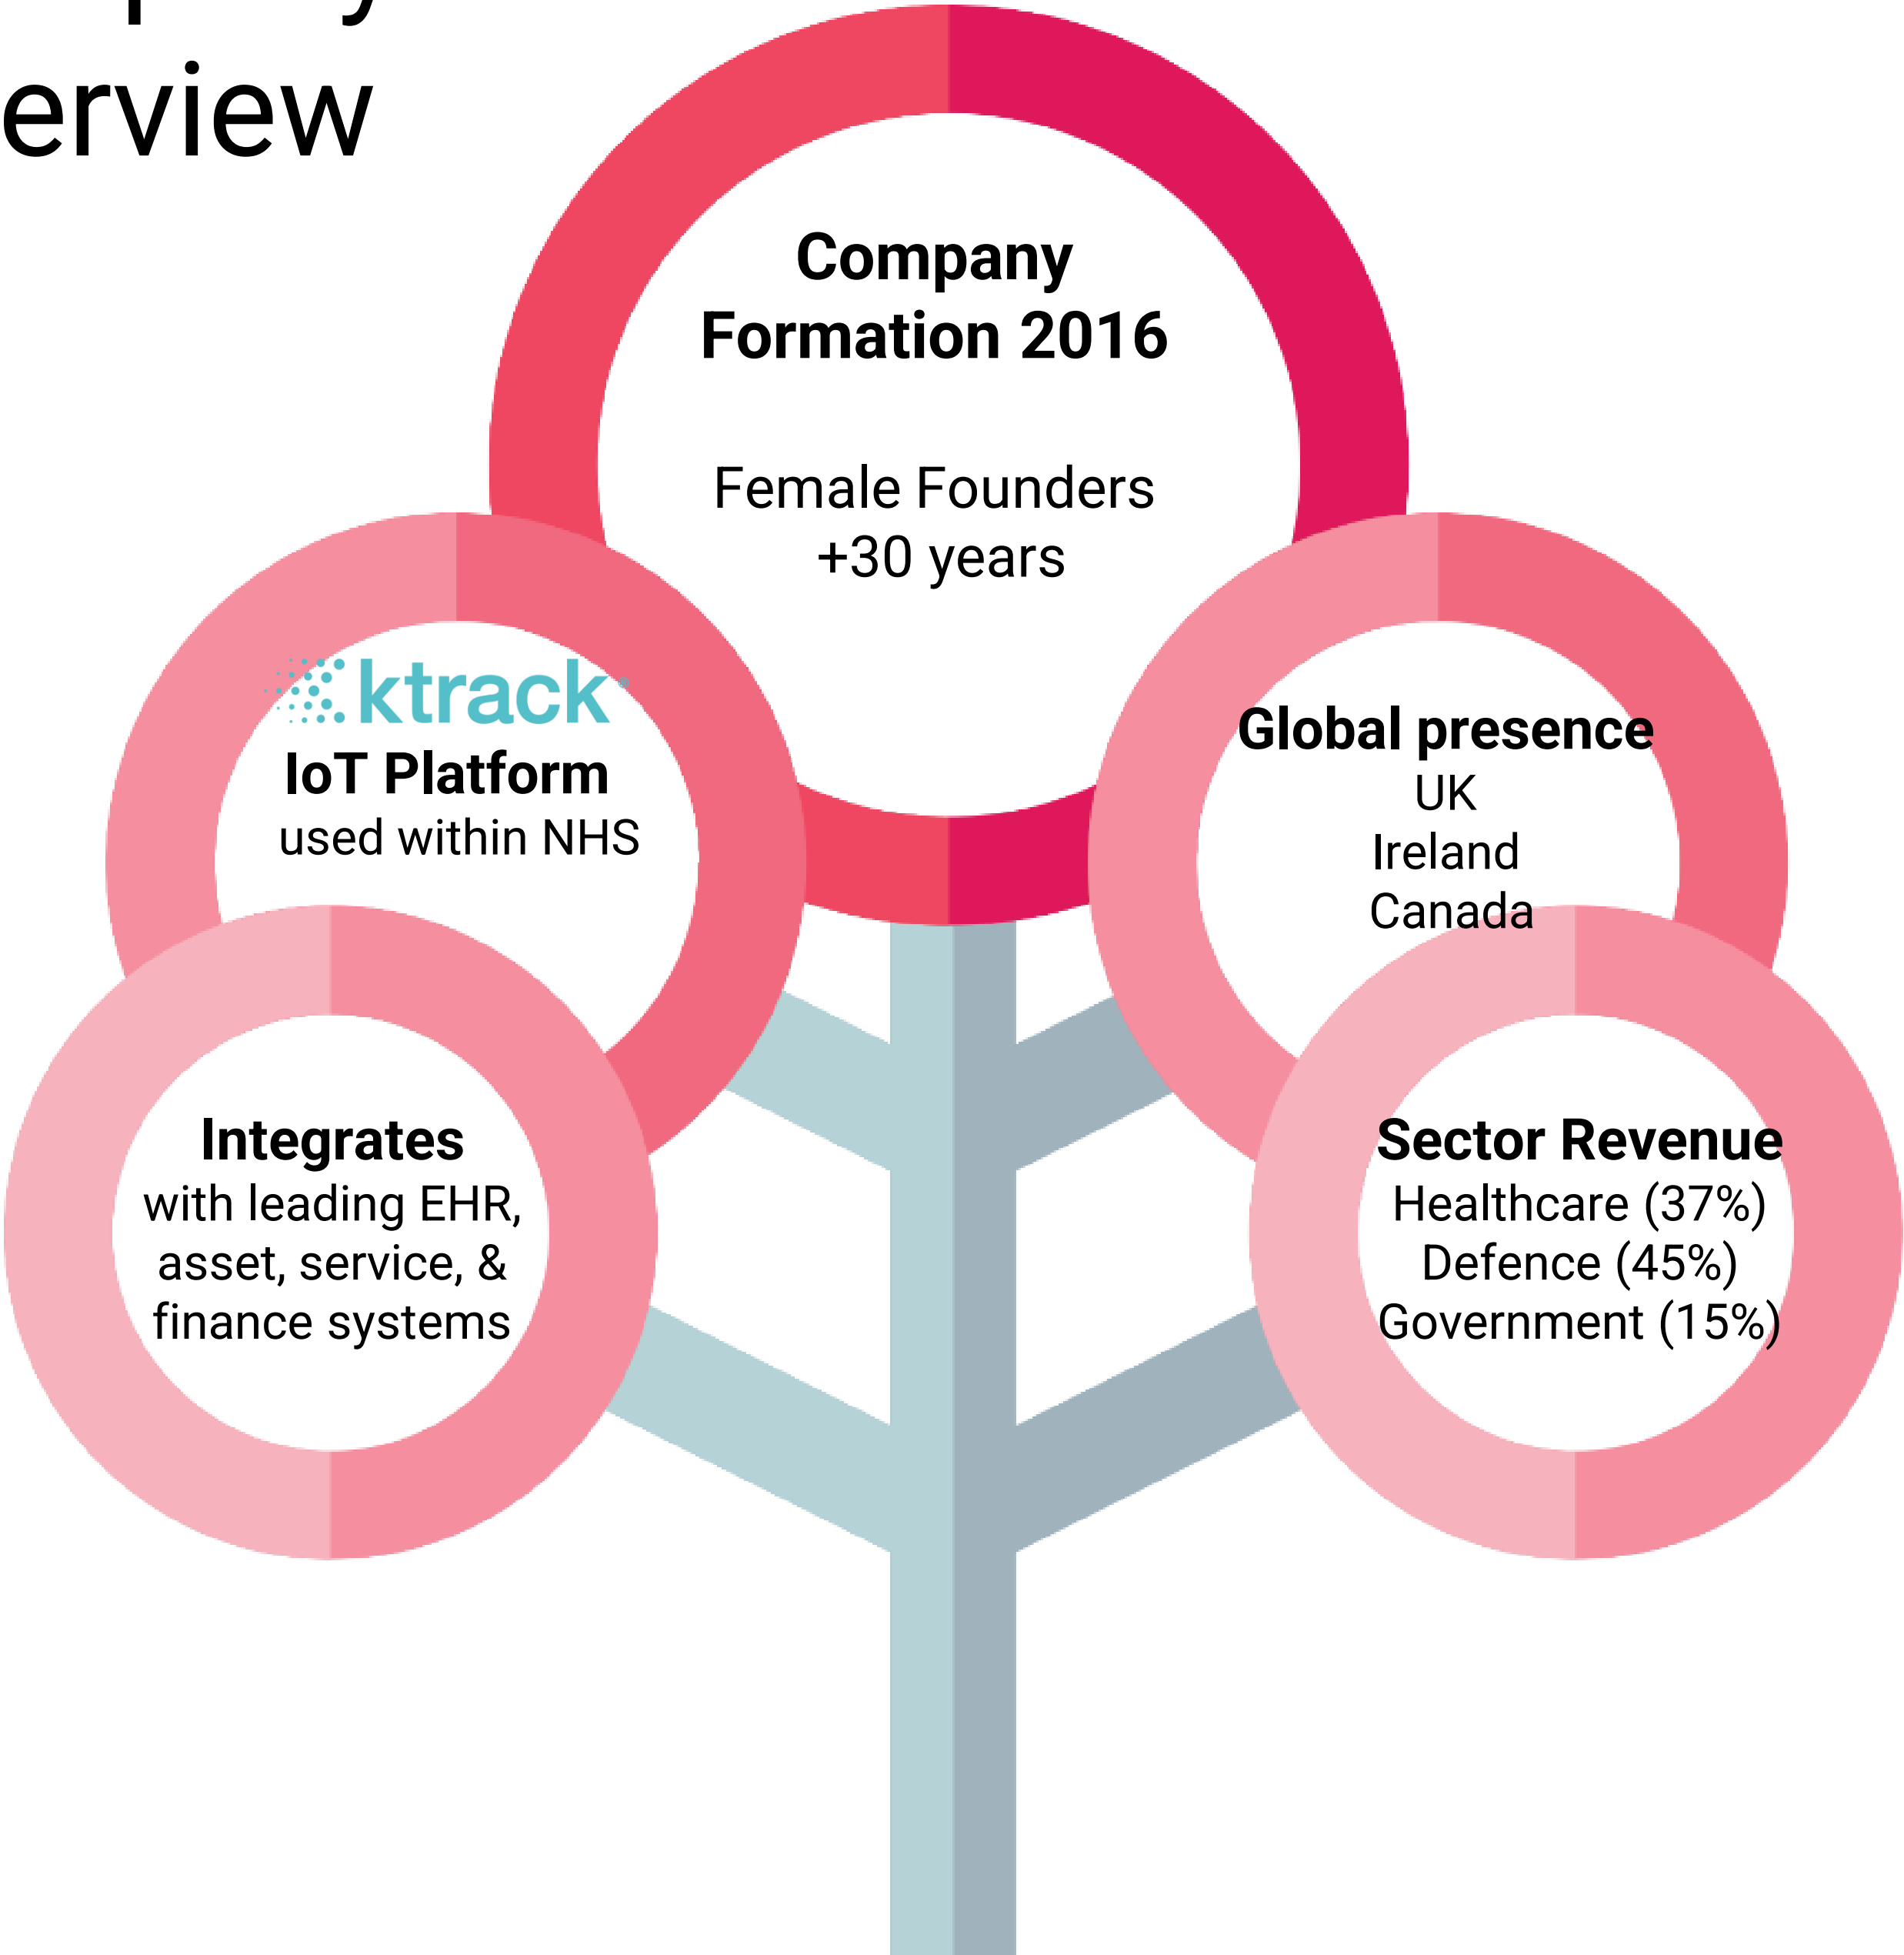 erview
Company
Formation 2016
Female Founders
+30 years
ktrack
IoT Platform
used within NHS
Global presence
UK
Ireland
Canada
Integrates
with leading EHR,
asset, service, &
finance systems
Sector Revenue
Healthcare (37%)
Defence (45%)
Government (15%)